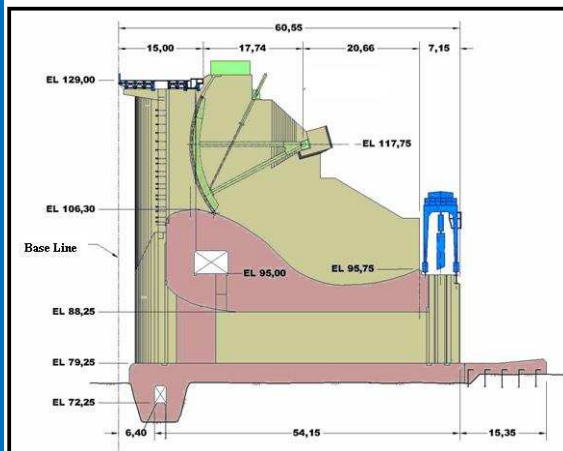 60,55
15,00 17,74 20,66 7,15
EL 129,00
EL 117,75
EL 106,30
Base Line
EL 95,00 EL 95,75
EL 88,25
EL 79,25
EL 72,25
6,40 54,15 15,35